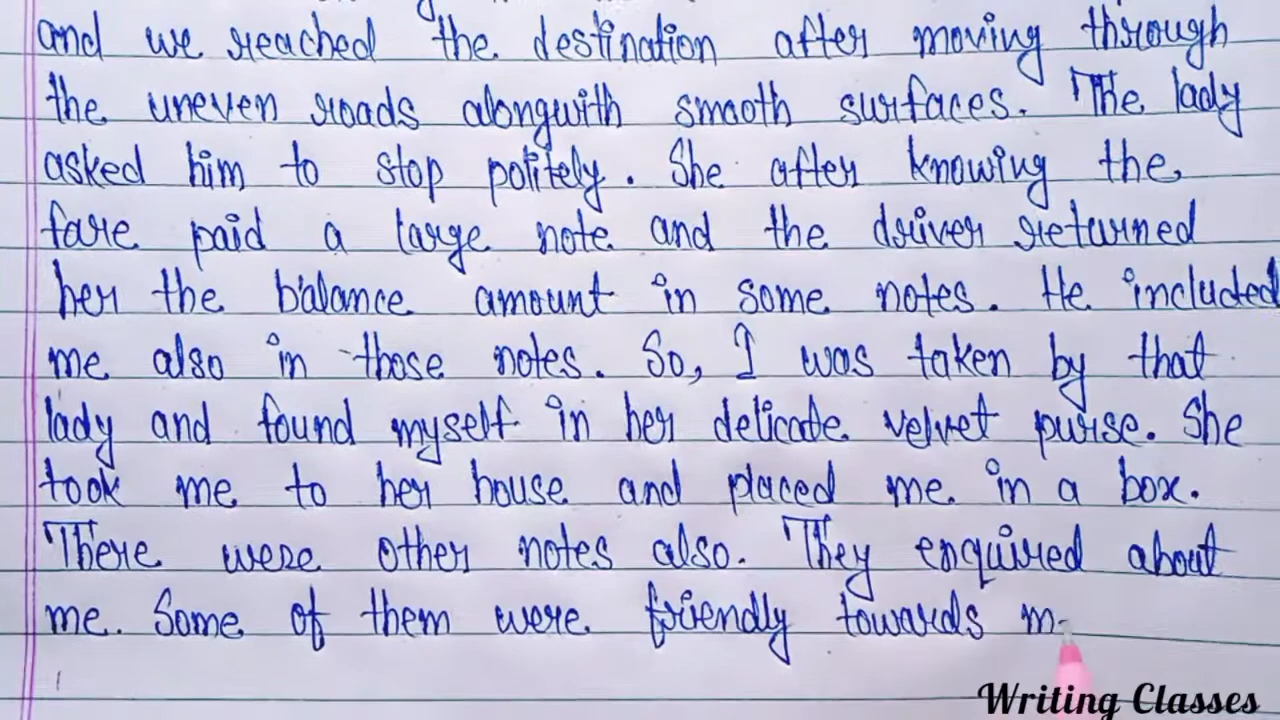 and we reached the destination after moving through
the uneven roads alongwith smooth surfaces. The lady
asked him to stop politely. She after knowing the
fare paid a large note and the driver returned
her the balance amount in some notes. He included
me also in those notes. So, I was taken by that
lady and found myself in her delicate velvet purse. She
took me to her house and placed me in a box.
There were other notes also. They enquired about
me. Some of them were friendly towards m
Writing Classes